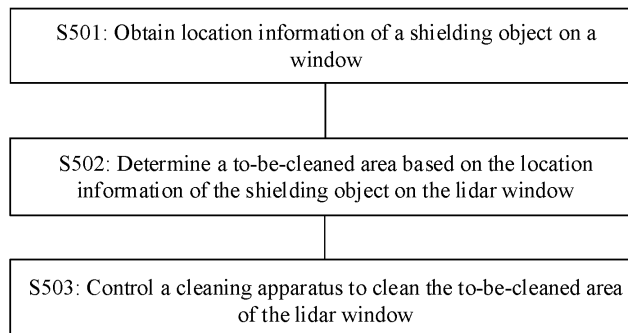 S501: Obtain location information of a shielding object on a
window
S502: Determine a to-be-cleaned area based on the location
information of the shielding object on the lidar window
S503: Control a cleaning apparatus to clean the to-be-cleaned area
of the lidar window